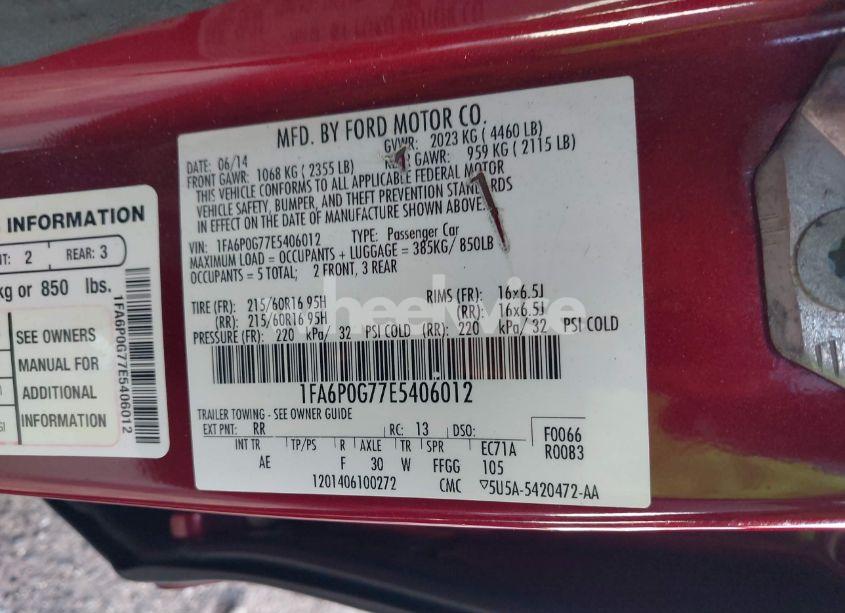 MFD. BY FORD MOTOR CO.
DATE: 06/14 GVWR: 2023 KG ( 4460 LB)
FRONT GAWR: 1068 KG ( 2355 LB) GAWR: 959 KG ( 2115 LB)
THIS VEHICLE CONFORMS TO ALL APPLICABLE FEDERAL MOTOR
VEHICLE SAFETY, BUMPER, AND THEFT PREVENTION STANDARDS
IN EFFECT ON THE DATE OF MANUFACTURE SHOWN ABOVE.
VIN: 1FA6P0G77E5406012 TYPE: Passenger Car
MAXIMUM LOAD = OCCUPANTS + LUGGAGE = 385KG/ 850LB
OCCUPANTS = 5 TOTAL; 2 FRONT, 3 REAR
TIRE (FR): 215/60R16 95H RIMS (FR): 16x6.5J
(RR): 215/60R16 95H (RR): 16x6.5J
PRESSURE (FR): 220 kPa/ 32 PSI COLD (RR): 220 kPa/ 32 PSI COLD
1FA6P0G77E5406012
TRAILER TOWING - SEE OWNER GUIDE
EXT PNT: RR RC: 13 DSO: F0066
R0083
INT TR TP/PS R AXLE TR SPR EC71A
AE F 30 W FFGG 105
1201406100272 CMC ▽5U5A-5420472-AA
INFORMATION
2 REAR: 3
kg or 850 lbs.
SEE OWNERS
MANUAL FOR
ADDITIONAL
INFORMATION
1FA6P0G77E5406012
wheelwise